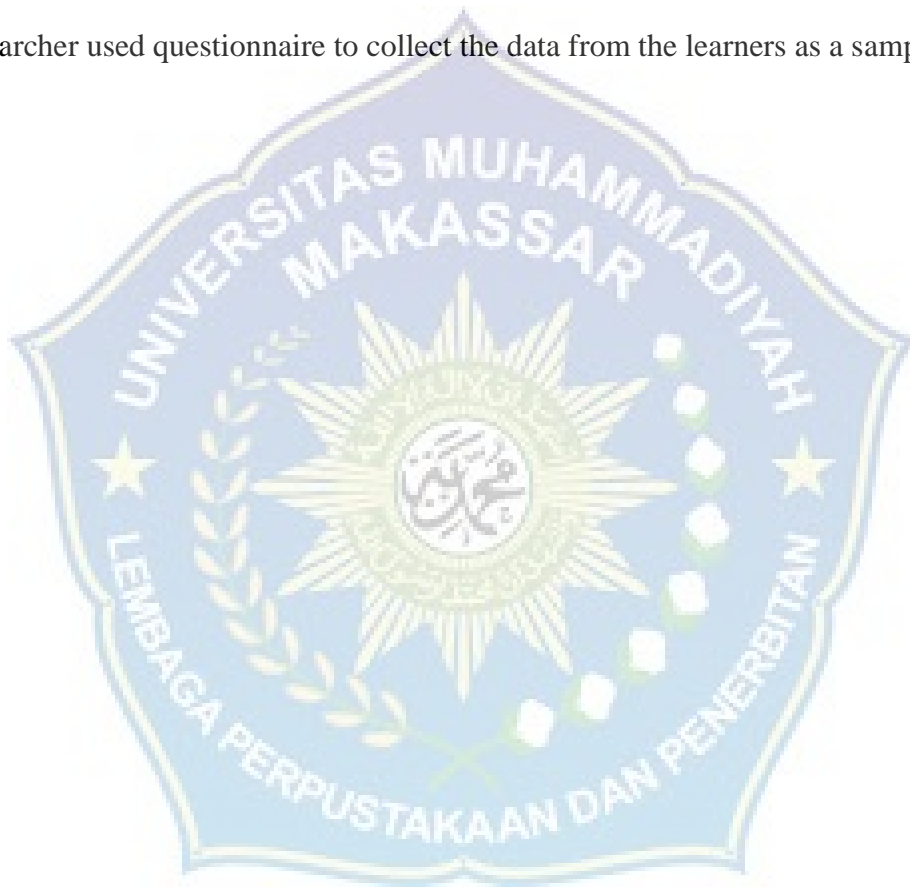 archer used questionnaire to collect the data from the learners as a samp
UNIVERSITAS MUHAMMADIYAH
MAKASSAR
محمدية
LEMBAGA PERPUSTAKAAN DAN PENERBITAN